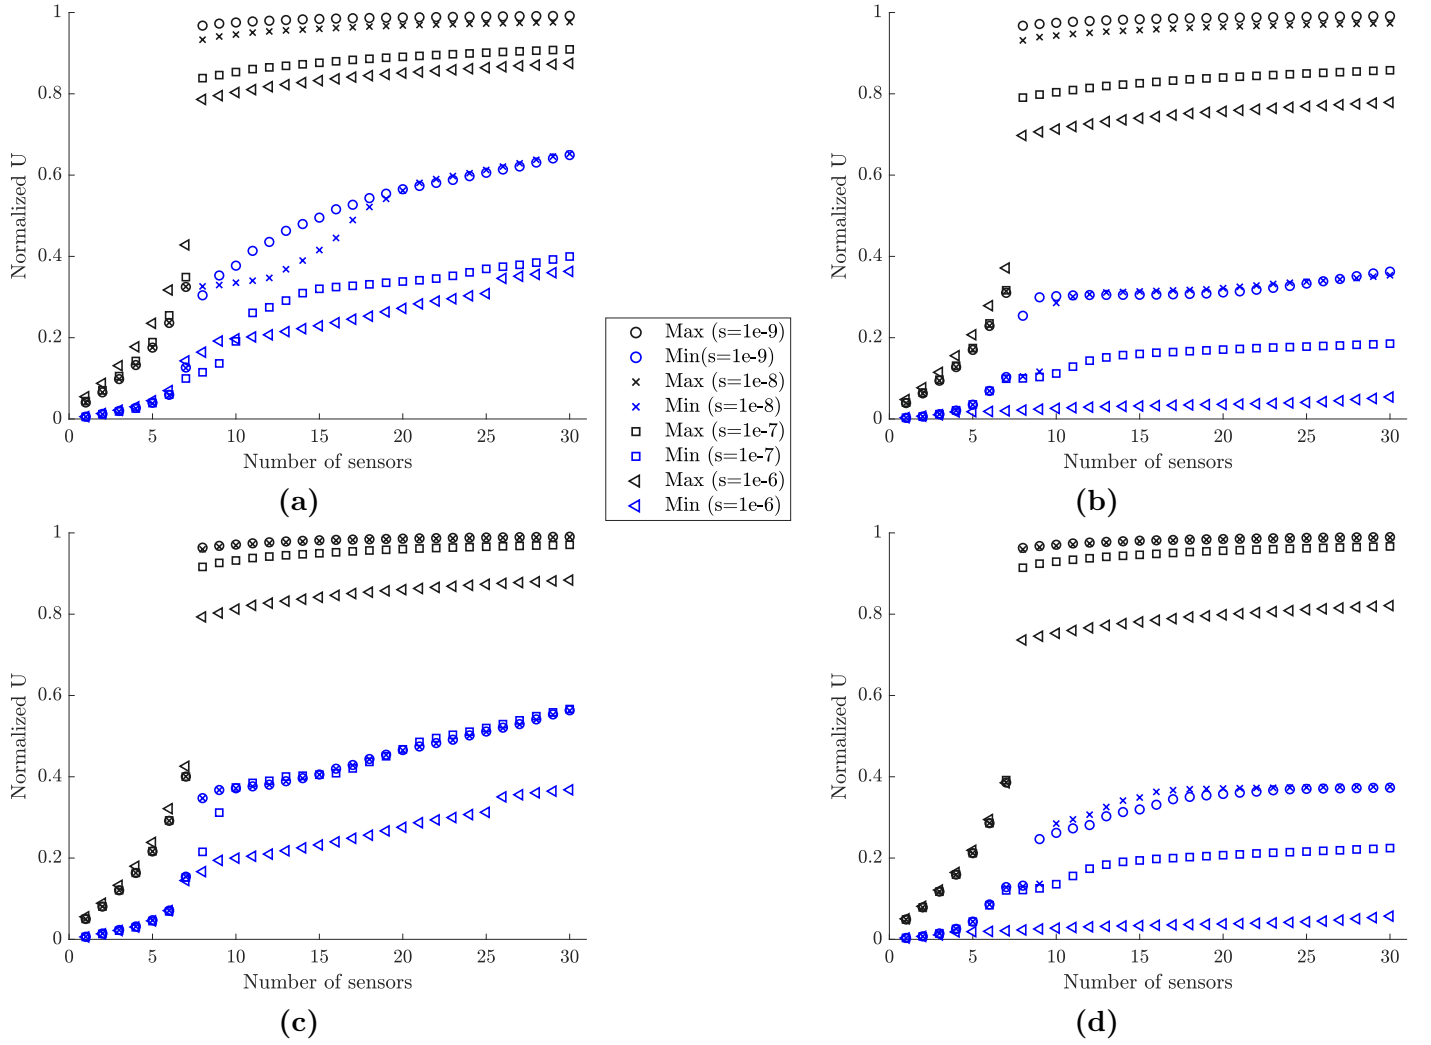 1
0.8
0.6
0.4
0.2
0
Normalized U
0 5 10 15 20 25 30
Number of sensors
(a)
1
0.8
0.6
0.4
0.2
0
Normalized U
0 5 10 15 20 25 30
Number of sensors
(b)
Max (s=1e-9)
Min(s=1e-9)
Max (s=1e-8)
Min (s=1e-8)
Max (s=1e-7)
Min (s=1e-7)
Max (s=1e-6)
Min (s=1e-6)
1
0.8
0.6
0.4
0.2
0
Normalized U
0 5 10 15 20 25 30
Number of sensors
(c)
1
0.8
0.6
0.4
0.2
0
Normalized U
0 5 10 15 20 25 30
Number of sensors
(d)